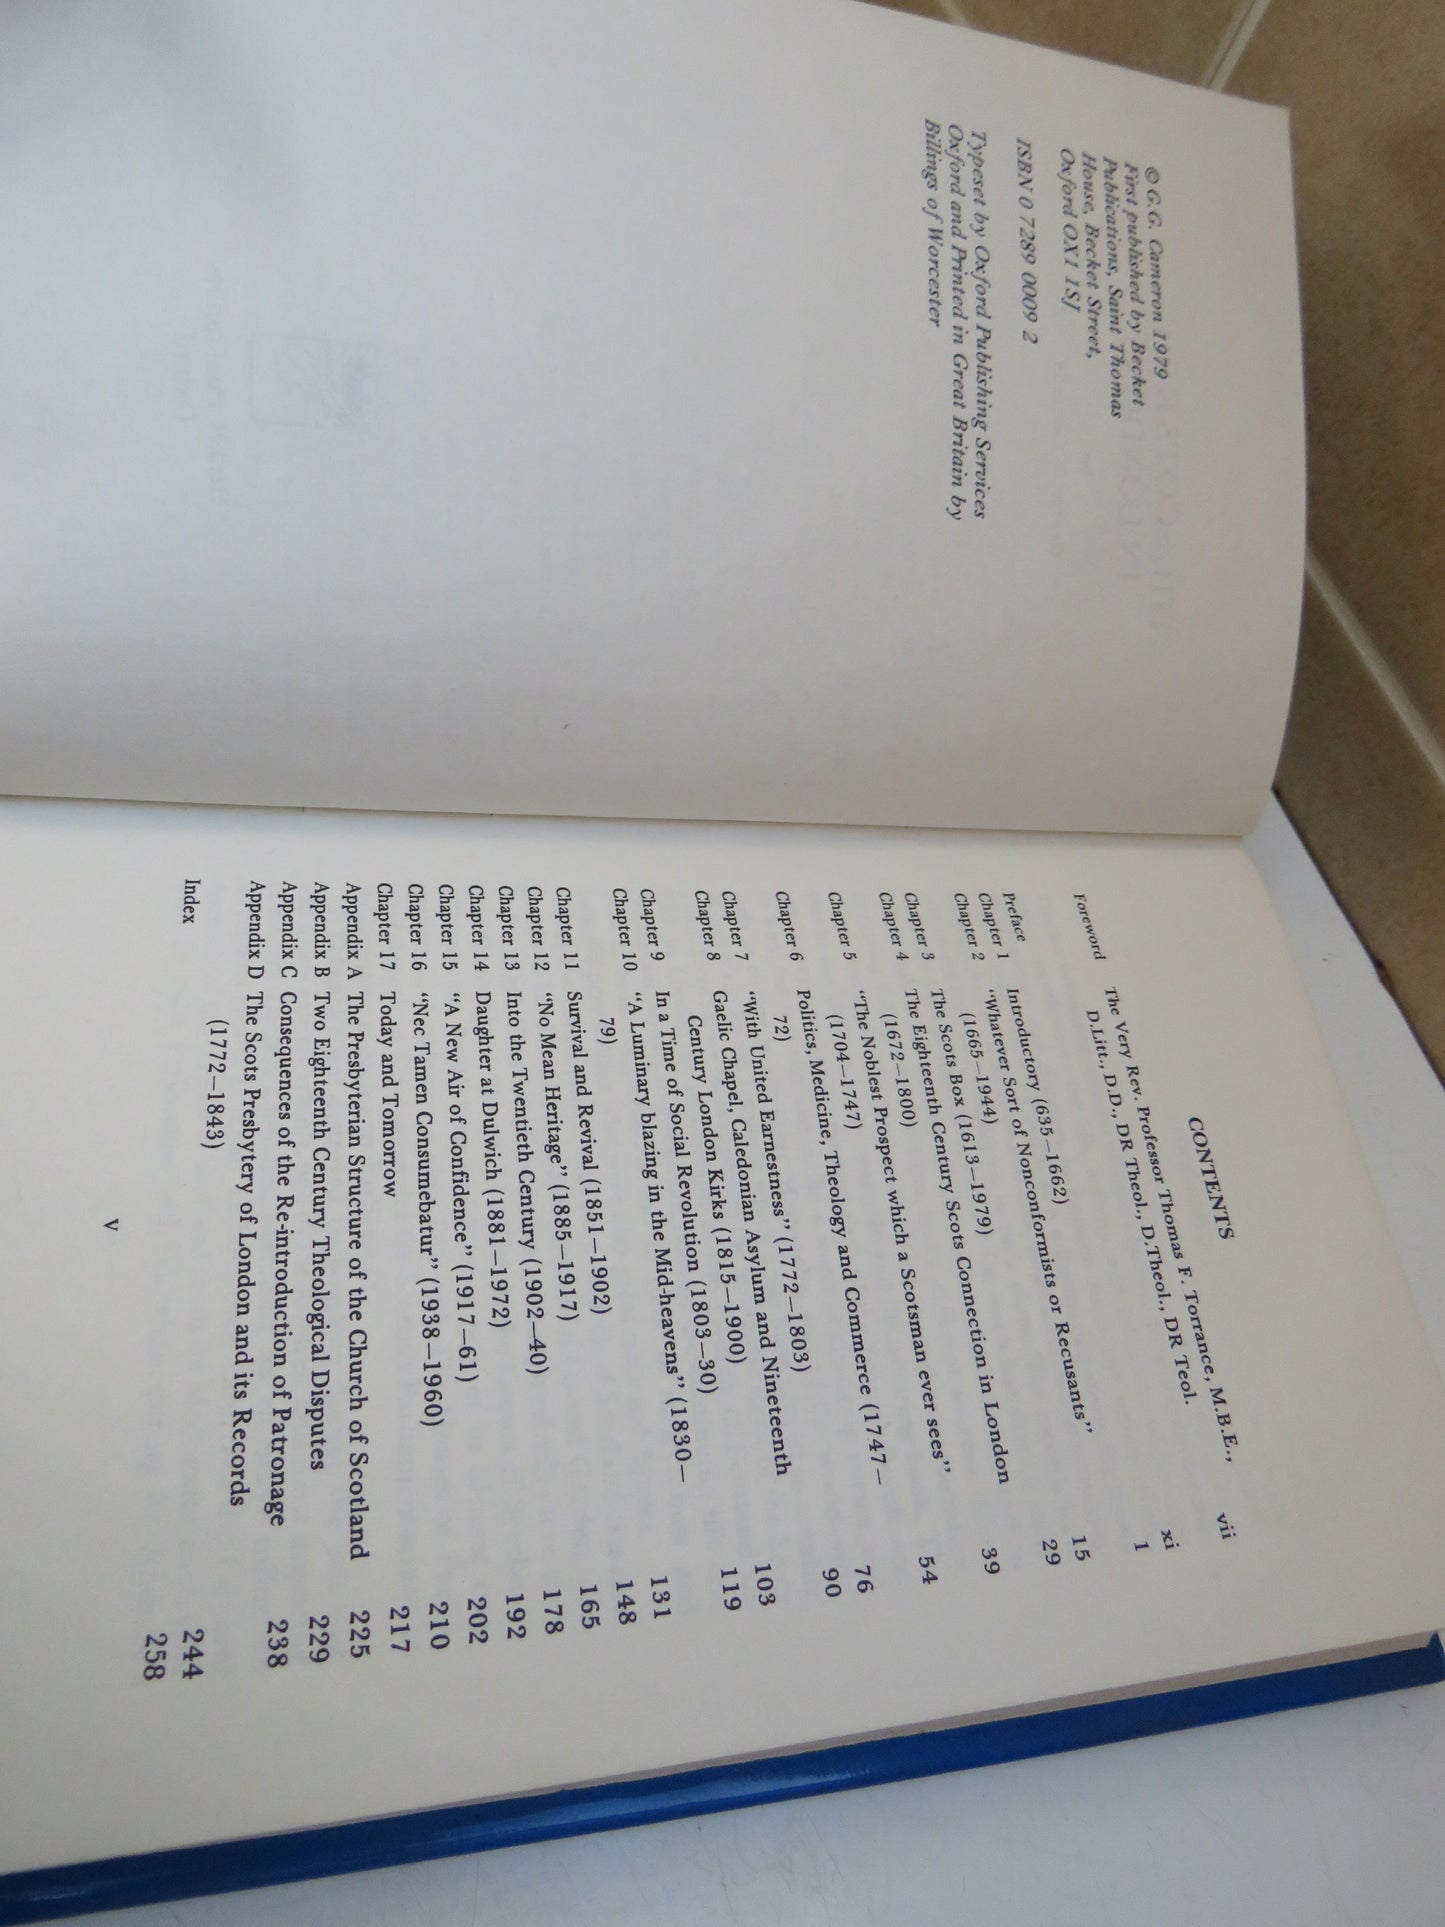 © G.G. Cameron 1979
First published by Becket
Publications, Saint Thomas
House, Becket Street,
Oxford OX1 1SJ
ISBN 0 7289 0009 2
Typeset by Oxford Publishing Services
Oxford and Printed in Great Britain by
Billings of Worcester
CONTENTS
Foreword The Very Rev. Professor Thomas F. Torrance, M.B.E.,
D.Litt., D.D., DR Theol., D.Theol., DR Teol. vii
Preface xi
Chapter 1 Introductory (635–1662) 1
Chapter 2 “Whatever Sort of Nonconformists or Recusants”
(1665–1944) 15
Chapter 3 The Scots Box (1613–1979) 29
Chapter 4 The Eighteenth Century Scots Connection in London
(1672–1800) 39
Chapter 5 “The Noblest Prospect which a Scotsman ever sees”
(1704–1747) 54
Chapter 6 Politics, Medicine, Theology and Commerce (1747–
72) 76
Chapter 7 “With United Earnestness” (1772–1803) 90
Chapter 8 Gaelic Chapel, Caledonian Asylum and Nineteenth
Century London Kirks (1815–1900) 103
Chapter 9 In a Time of Social Revolution (1803–30) 119
Chapter 10 “A Luminary blazing in the Mid-heavens” (1830–
79) 131
Chapter 11 Survival and Revival (1851–1902) 148
Chapter 12 “No Mean Heritage” (1885–1917) 165
Chapter 13 Into the Twentieth Century (1902–40) 178
Chapter 14 Daughter at Dulwich (1881–1972) 192
Chapter 15 “A New Air of Confidence” (1917–61) 202
Chapter 16 “Nec Tamen Consumebatur” (1938–1960) 210
Chapter 17 Today and Tomorrow 217
Appendix A The Presbyterian Structure of the Church of Scotland 225
Appendix B Two Eighteenth Century Theological Disputes 229
Appendix C Consequences of the Re-introduction of Patronage 238
Appendix D The Scots Presbytery of London and its Records
(1772–1843) 244
Index 258
v